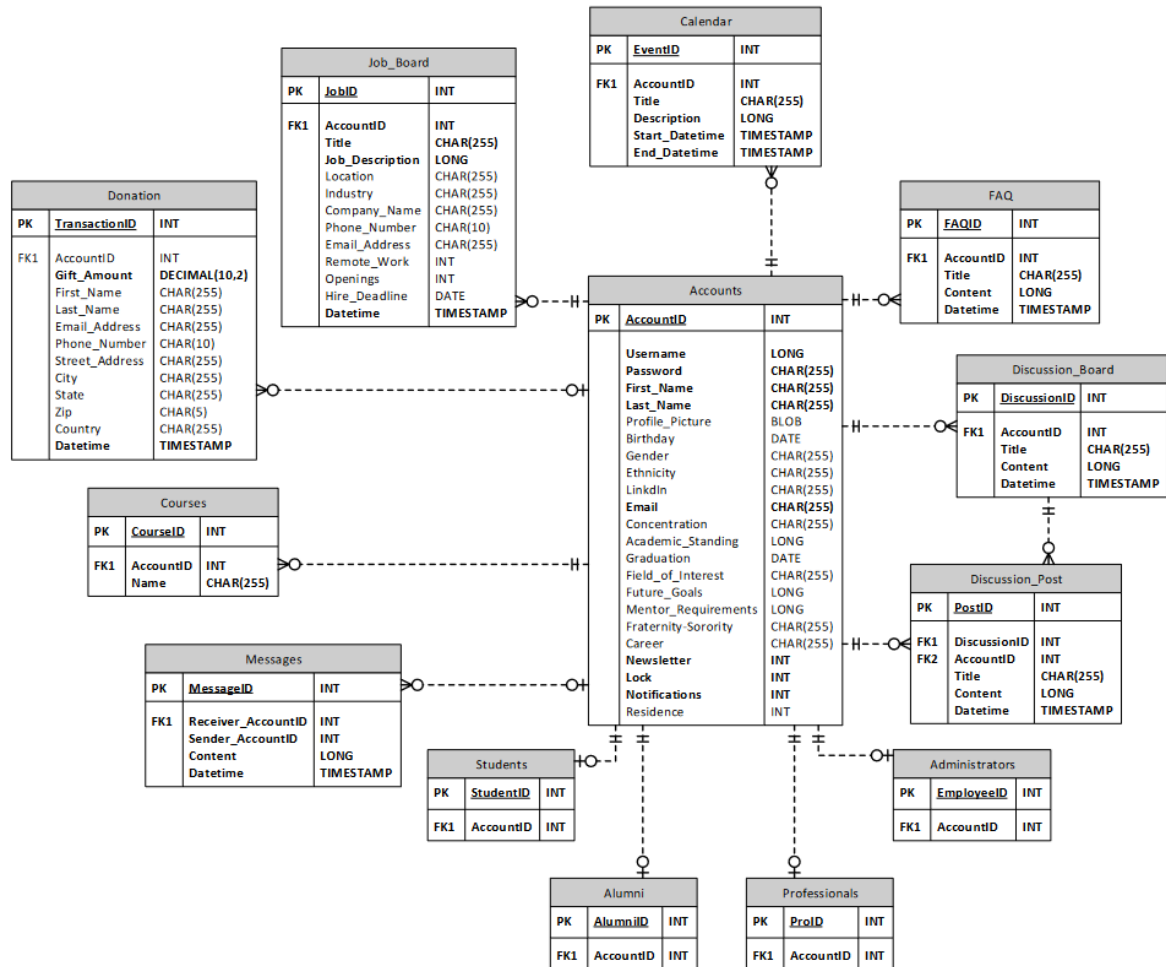 Calendar
PK EventID INT
FK1 AccountID INT
Title CHAR(255)
Description LONG
Start_Datetime TIMESTAMP
End_Datetime TIMESTAMP
Job_Board
PK JobID INT
FK1 AccountID INT
Title CHAR(255)
Job_Description LONG
Location CHAR(255)
Industry CHAR(255)
Company_Name CHAR(255)
Phone_Number CHAR(10)
Email_Address CHAR(255)
Remote_Work INT
Openings INT
Hire_Deadline DATE
Datetime TIMESTAMP
Donation
PK TransactionID INT
FK1 AccountID INT
Gift_Amount DECIMAL(10,2)
First_Name CHAR(255)
Last_Name CHAR(255)
Email_Address CHAR(255)
Phone_Number CHAR(10)
Street_Address CHAR(255)
City CHAR(255)
State CHAR(255)
Zip CHAR(5)
Country CHAR(255)
Datetime TIMESTAMP
FAQ
PK FAQID INT
FK1 AccountID INT
Title CHAR(255)
Content LONG
Datetime TIMESTAMP
Accounts
PK AccountID INT
Username LONG
Password CHAR(255)
First_Name CHAR(255)
Last_Name CHAR(255)
Profile_Picture BLOB
Birthday DATE
Gender CHAR(255)
Ethnicity CHAR(255)
LinkdIn CHAR(255)
Email CHAR(255)
Concentration CHAR(255)
Academic_Standing LONG
Graduation DATE
Field_of_Interest CHAR(255)
Future_Goals LONG
Mentor_Requirements LONG
Fraternity-Sorority CHAR(255)
Career CHAR(255)
Newsletter INT
Lock INT
Notifications INT
Residence INT
Discussion_Board
PK DiscussionID INT
FK1 AccountID INT
Title CHAR(255)
Content LONG
Datetime TIMESTAMP
Courses
PK CourseID INT
FK1 AccountID INT
Name CHAR(255)
Discussion_Post
PK PostID INT
FK1 DiscussionID INT
FK2 AccountID INT
Title CHAR(255)
Content LONG
Datetime TIMESTAMP
Messages
PK MessageID INT
FK1 Receiver_AccountID INT
Sender_AccountID INT
Content LONG
Datetime TIMESTAMP
Students
PK StudentID INT
FK1 AccountID INT
Administrators
PK EmployeeID INT
FK1 AccountID INT
Alumni
PK AlumniID INT
FK1 AccountID INT
Professionals
PK ProID INT
FK1 AccountID INT